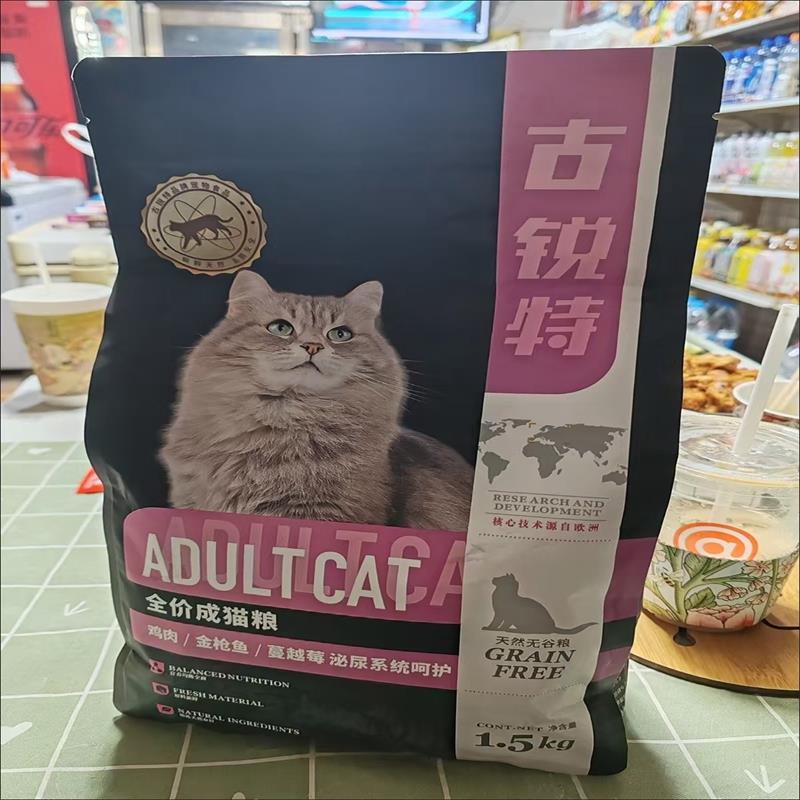 古锐特
RESEARCH AND
DEVELOPMENT
核心技术源自欧洲
ADULT CAT
全价成猫粮
鸡肉 / 金枪鱼 / 蔓越莓 泌尿系统呵护
BALANCED NUTRITION
FRESH MATERIAL
NATURAL INGREDIENTS
天然无谷粮
GRAIN
FREE
CONT-NET 净含量
1.5kg